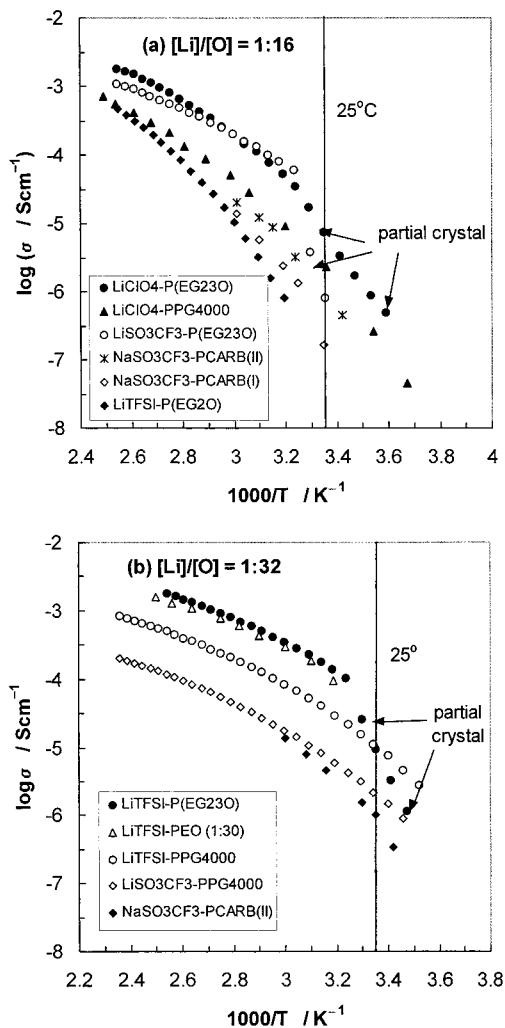 (a) [Li]/[O] = 1:16
-2
-3
-4
-5
-6
-7
-8
log (σ / Scm⁻¹)
25°C
partial crystal
LiClO4-P(EG23O)
LiClO4-PPG4000
LiSO3CF3-P(EG23O)
NaSO3CF3-PCARB(II)
NaSO3CF3-PCARB(I)
LiTFSI-P(EG2O)
2.4 2.6 2.8 3 3.2 3.4 3.6 3.8 4
1000/T / K⁻¹
(b) [Li]/[O] = 1:32
-2
-3
-4
-5
-6
-7
-8
logσ / Scm⁻¹
25°
partial
crystal
LiTFSI-P(EG23O)
LiTFSI-PEO (1:30)
LiTFSI-PPG4000
LiSO3CF3-PPG4000
NaSO3CF3-PCARB(II)
2.2 2.4 2.6 2.8 3 3.2 3.4 3.6 3.8
1000/T / K⁻¹